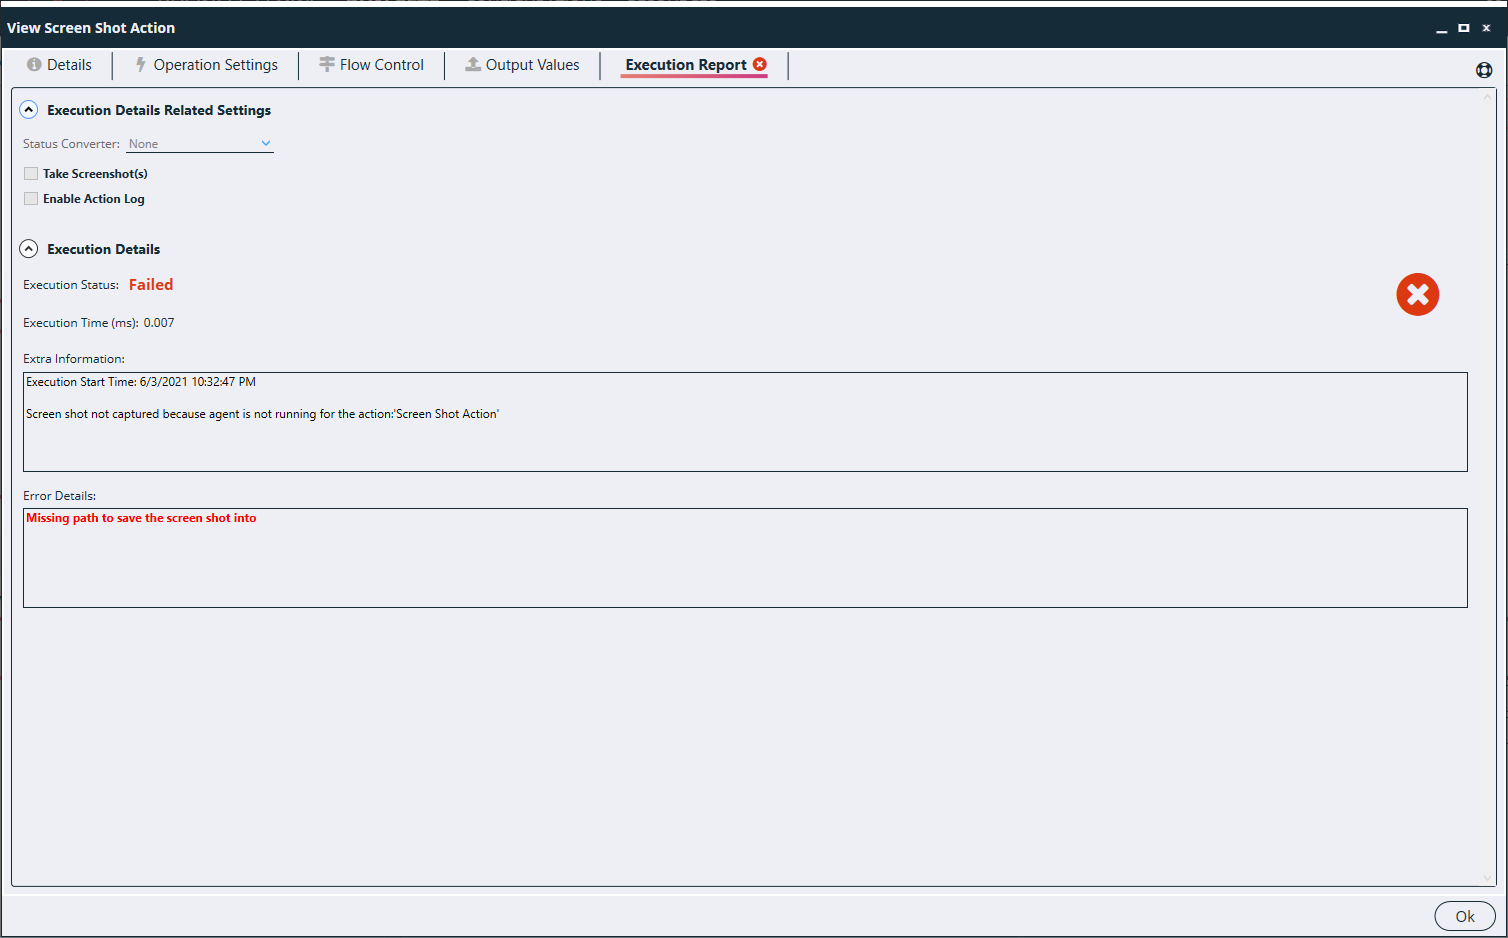 View Screen Shot Action
Details
Operation Settings
Flow Control
Output Values
Execution Report
Execution Details Related Settings
Status Converter: None
Take Screenshot(s)
Enable Action Log
Execution Details
Execution Status: Failed
Execution Time (ms): 0.007
Extra Information:
Execution Start Time: 6/3/2021 10:32:47 PM
Screen shot not captured because agent is not running for the action:'Screen Shot Action'
Error Details:
Missing path to save the screen shot into
Ok